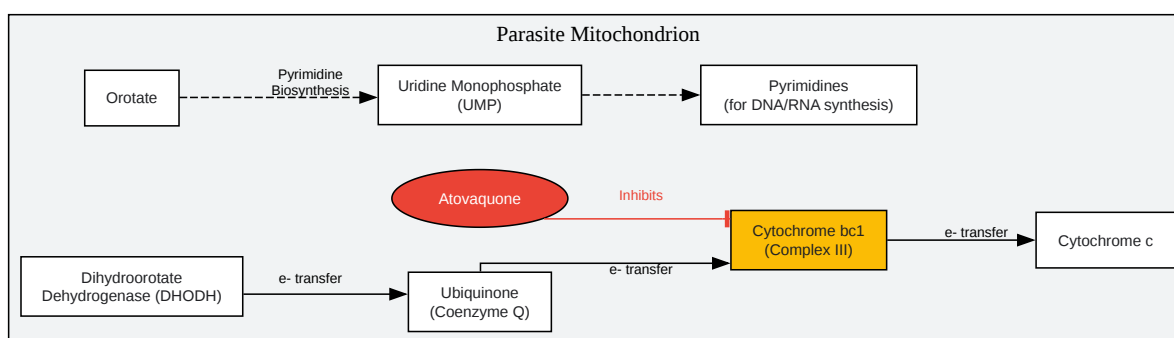 Parasite Mitochondrion
Orotate
Pyrimidine
Biosynthesis
Uridine Monophosphate
(UMP)
Pyrimidines
(for DNA/RNA synthesis)
Atovaquone
Inhibits
Cytochrome bc1
(Complex III)
e- transfer
Cytochrome c
Dihydroorotate
Dehydrogenase (DHODH)
e- transfer
Ubiquinone
(Coenzyme Q)
e- transfer